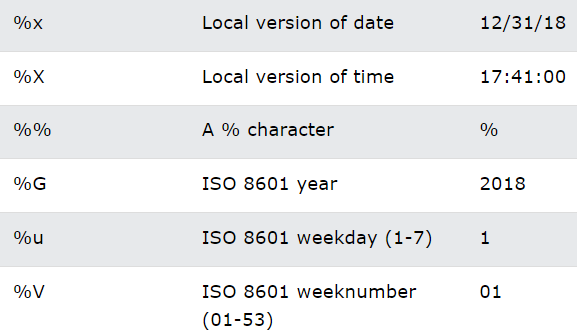 %x Local version of date 12/31/18
%X Local version of time 17:41:00
%% A % character %
%G ISO 8601 year 2018
%u ISO 8601 weekday (1-7) 1
%V ISO 8601 weeknumber 01
(01-53)